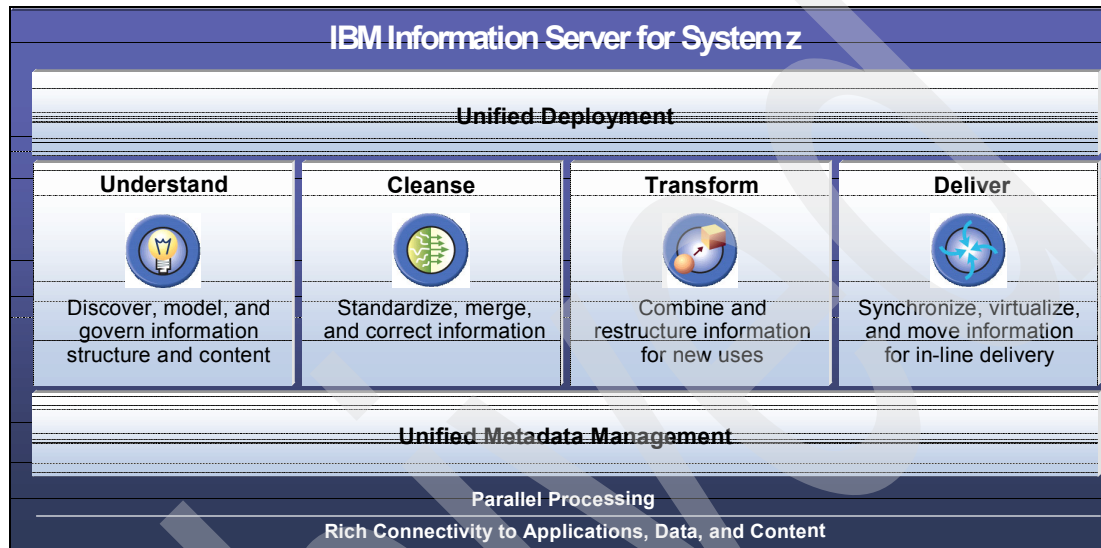 IBM Information Server for System z
Unified Deployment
Understand
Discover, model, and
govern information
structure and content
Cleanse
Standardize, merge,
and correct information
Transform
Combine and
restructure information
for new uses
Deliver
Synchronize, virtualize,
and move information
for in-line delivery
Unified Metadata Management
Parallel Processing
Rich Connectivity to Applications, Data, and Content